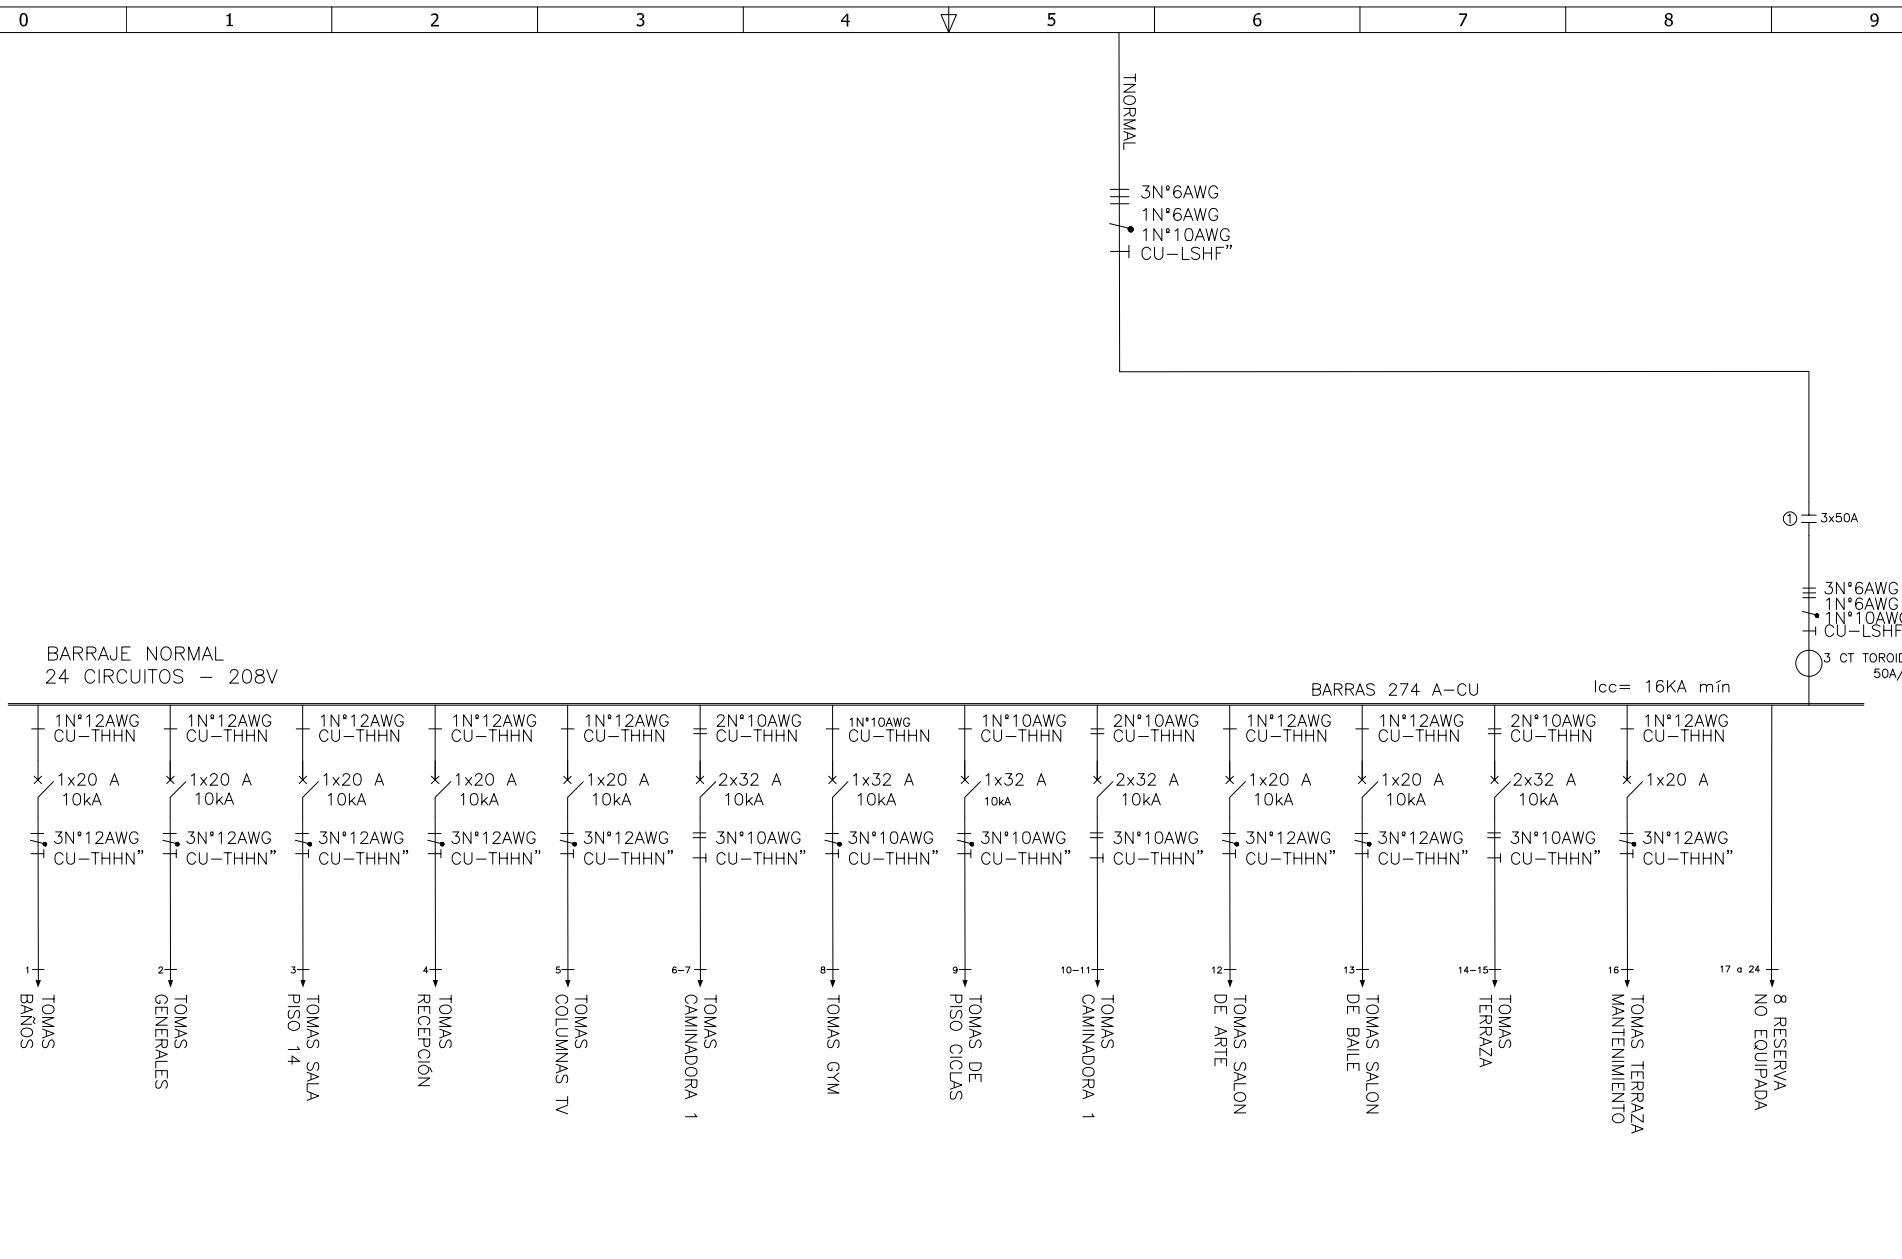 0 1 2 3 4 5 6 7 8 9
TNORMAL
3N°6AWG
1N°6AWG
1N°10AWG
CU-LSHF"
1 3x50A
3N°6AWG
1N°6AWG
1N°10AWG
CU-LSHF
3 CT TOROID
50A/
BARRAJE NORMAL
24 CIRCUITOS - 208V
BARRAS 274 A-CU
Icc= 16KA mín
1N°12AWG
CU-THHN
1x20 A
10kA
3N°12AWG
CU-THHN"
1
TOMAS
BAÑOS
1N°12AWG
CU-THHN
1x20 A
10kA
3N°12AWG
CU-THHN"
2
TOMAS
GENERALES
1N°12AWG
CU-THHN
1x20 A
10kA
3N°12AWG
CU-THHN"
3
TOMAS SALA
PISO 14
1N°12AWG
CU-THHN
1x20 A
10kA
3N°12AWG
CU-THHN"
4
TOMAS
RECEPCIÓN
1N°12AWG
CU-THHN
1x20 A
10kA
3N°12AWG
CU-THHN"
5
TOMAS
COLUMNAS TV
2N°10AWG
CU-THHN
2x32 A
10kA
3N°10AWG
CU-THHN"
6-7
TOMAS
CAMINADORA 1
1N°10AWG
CU-THHN
1x32 A
10kA
3N°10AWG
CU-THHN"
8
TOMAS GYM
1N°10AWG
CU-THHN
1x32 A
10kA
3N°10AWG
CU-THHN"
9
TOMAS DE
PISO CICLAS
2N°10AWG
CU-THHN
2x32 A
10kA
3N°10AWG
CU-THHN"
10-11
TOMAS
CAMINADORA 1
1N°12AWG
CU-THHN
1x20 A
10kA
3N°12AWG
CU-THHN"
12
TOMAS SALON
DE ARTE
1N°12AWG
CU-THHN
1x20 A
10kA
3N°12AWG
CU-THHN"
13
TOMAS SALON
DE BAILE
2N°10AWG
CU-THHN
2x32 A
10kA
3N°10AWG
CU-THHN"
14-15
TOMAS
TERRAZA
1N°12AWG
CU-THHN
1x20 A
3N°12AWG
CU-THHN"
16
TOMAS TERRAZA
MANTENIMIENTO
17 a 24
8 RESERVA
NO EQUIPADA